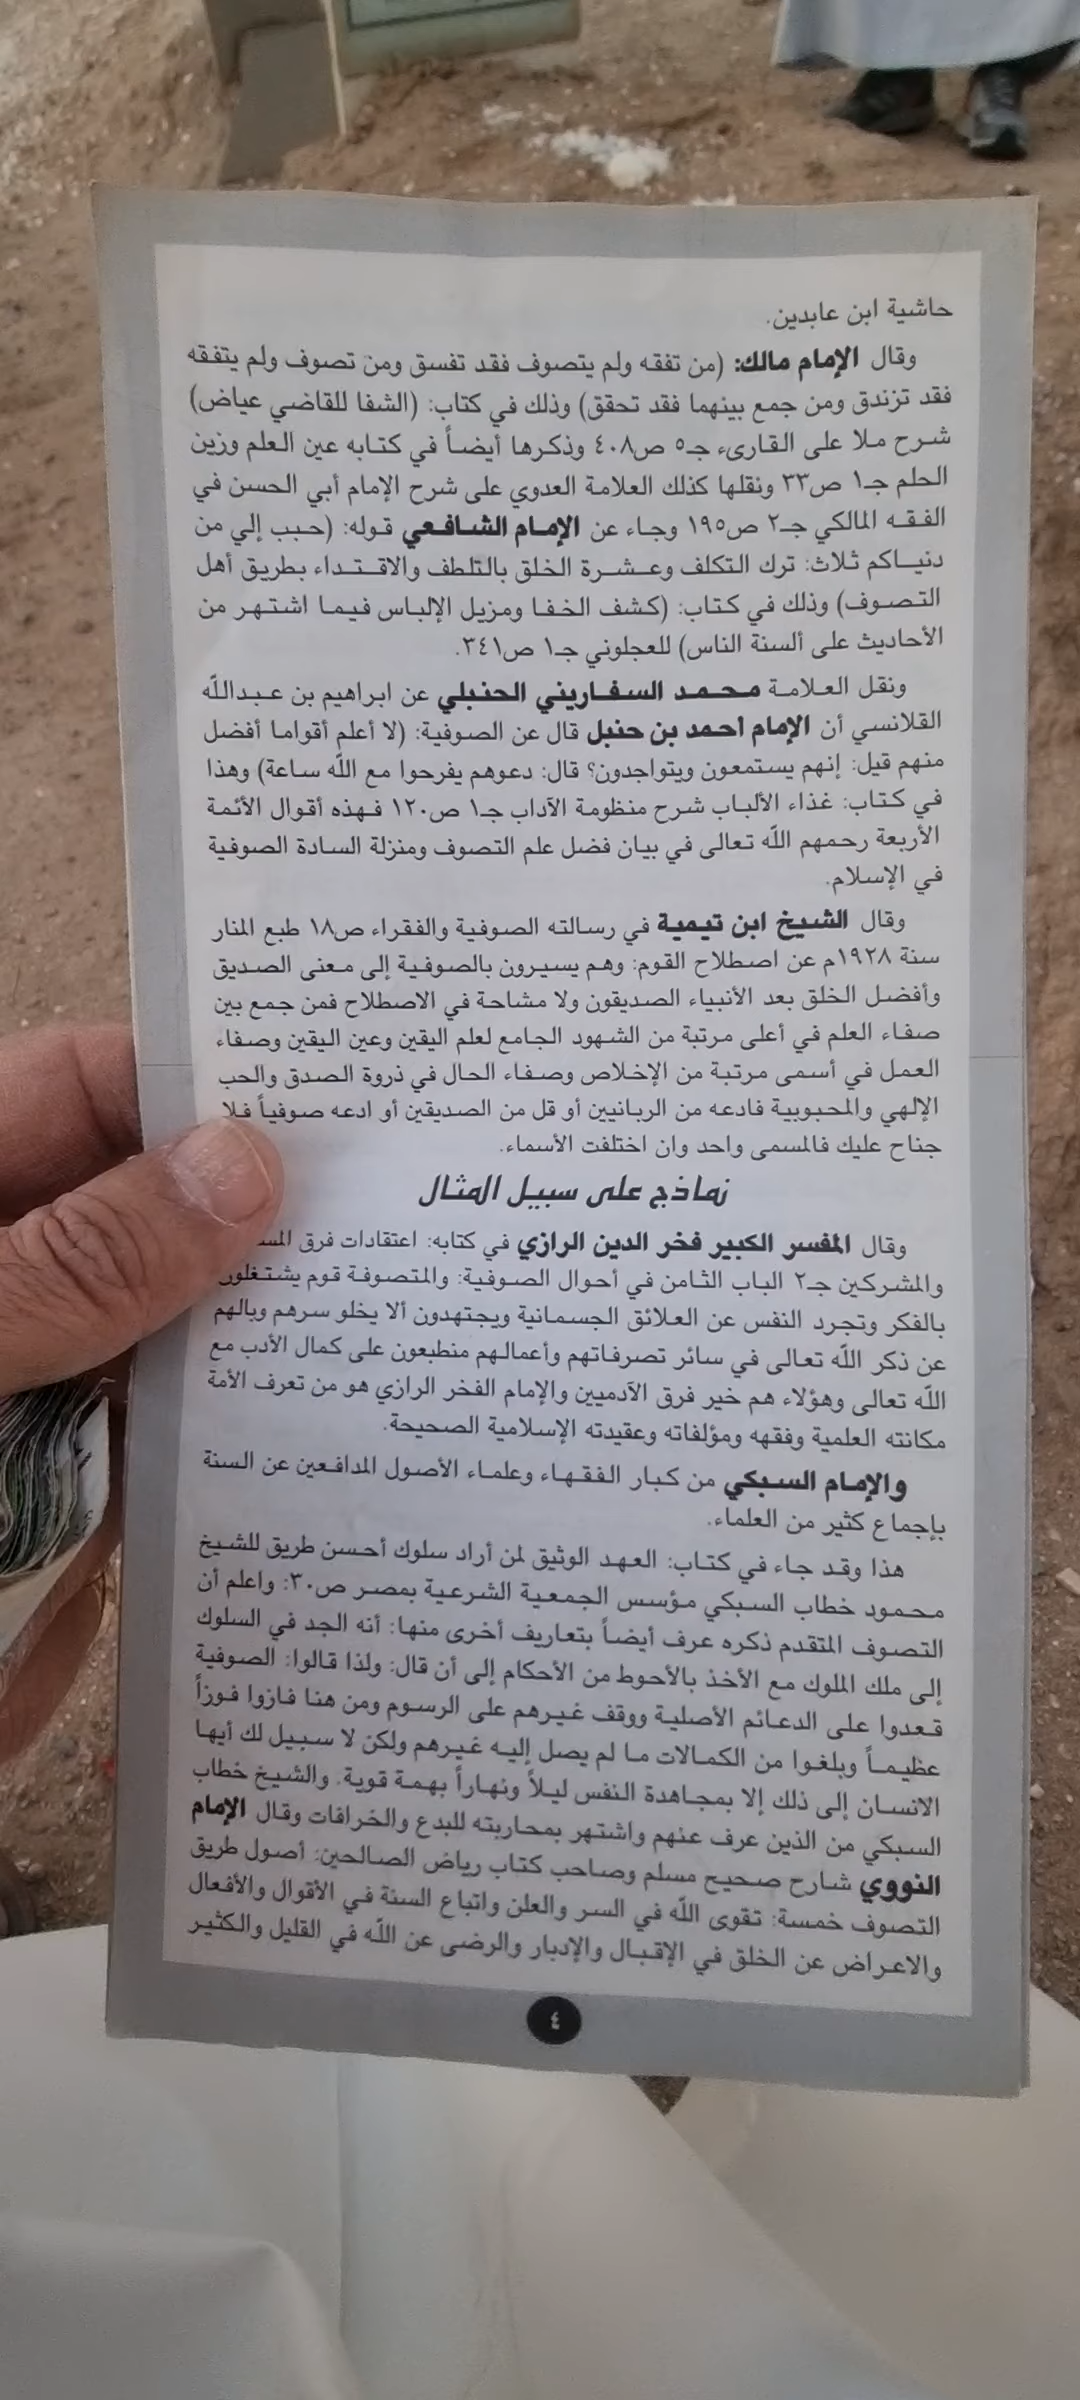 حاشية ابن عابدين.
وقال الإمام مالك: (من تفقه ولم يتصوف فقد تفسق ومن تصوف ولم يتفقه
فقد تزندق ومن جمع بينهما فقد تحقق) وذلك في كتاب: (الشفا للقاضي عياض)
شرح ملا على القارىء جـ٥ ص٤٠٨ وذكرها أيضاً في كتابه عين العلم وزين
الحلم جـ١ ص٣٣ ونقلها كذلك العلامة العدوي على شرح الإمام أبي الحسن في
الفقه المالكي جـ٢ ص١٩٥ وجاء عن الإمام الشافعي قوله: (حبب إلي من
دنياكم ثلاث: ترك التكلف وعشرة الخلق بالتلطف والاقتداء بطريق أهل
التصوف) وذلك في كتاب: (كشف الخفا ومزيل الإلباس فيما اشتهر من
الأحاديث على ألسنة الناس) للعجلوني جـ١ ص٣٤١.
ونقل العلامة محمد السفاريني الحنبلي عن ابراهيم بن عبدالله
القلانسي أن الإمام احمد بن حنبل قال عن الصوفية: (لا أعلم أقواما أفضل
منهم قيل: إنهم يستمعون ويتواجدون؟ قال: دعوهم يفرحوا مع الله ساعة) وهذا
في كتاب: غذاء الألباب شرح منظومة الآداب جـ١ ص١٢٠ فهذه أقوال الأئمة
الأربعة رحمهم الله تعالى في بيان فضل علم التصوف ومنزلة السادة الصوفية
في الإسلام.
وقال الشيخ ابن تيمية في رسالته الصوفية والفقراء ص١٨ طبع المنار
سنة ١٩٢٨م عن اصطلاح القوم: وهم يسيرون بالصوفية إلى معنى الصديق
وأفضل الخلق بعد الأنبياء الصديقون ولا مشاحة في الاصطلاح فمن جمع بين
صفاء العلم في أعلى مرتبة من الشهود الجامع لعلم اليقين وعين اليقين وصفاء
العمل في أسمى مرتبة من الإخلاص وصفاء الحال في ذروة الصدق والحب
الإلهي والمحبوبية فادعه من الربانيين أو قل من الصديقين أو ادعه صوفياً فلا
جناح عليك فالمسمى واحد وان اختلفت الأسماء.
نماذج على سبيل المثال
وقال المفسر الكبير فخر الدين الرازي في كتابه: اعتقادات فرق
والمشركين جـ٢ الباب الثامن في أحوال الصوفية: والمتصوفة قوم يشتغلون
بالفكر وتجرد النفس عن العلائق الجسمانية ويجتهدون ألا يخلو سرهم وبالهم
عن ذكر الله تعالى في سائر تصرفاتهم وأعمالهم منطبعون على كمال الأدب مع
الله تعالى وهؤلاء هم خير فرق الآدميين والإمام الفخر الرازي هو من تعرف الأمة
مكانته العلمية وفقهه ومؤلفاته وعقيدته الإسلامية الصحيحة.
والإمام السبكي من كبار الفقهاء وعلماء الأصول المدافعين عن السنة
بإجماع كثير من العلماء.
هذا وقد جاء في كتاب: العهد الوثيق لمن أراد سلوك أحسن طريق للشيخ
محمود خطاب السبكي مؤسس الجمعية الشرعية بمصر ص٣٠: واعلم أن
التصوف المتقدم ذكره عرف أيضاً بتعاريف أخرى منها: أنه الجد في السلوك
إلى ملك الملوك مع الأخذ بالأحوط من الأحكام إلى أن قال: ولذا قالوا: الصوفية
قعدوا على الدعائم الأصلية ووقف غيرهم على الرسوم ومن هنا فازوا فوزاً
عظيماً وبلغوا من الكمالات ما لم يصل إليه غيرهم ولكن لا سبيل لك أيها
الانسان إلى ذلك إلا بمجاهدة النفس ليلاً ونهاراً بهمة قوية. والشيخ خطاب
السبكي من الذين عرف عنهم واشتهر بمحاربته للبدع والخرافات وقال الإمام
النووي شارح صحيح مسلم وصاحب كتاب رياض الصالحين: أصول طريق
التصوف خمسة: تقوى الله في السر والعلن واتباع السنة في الأقوال والأفعال
والاعراض عن الخلق في الإقبال والإدبار والرضى عن الله في القليل والكثير
٤